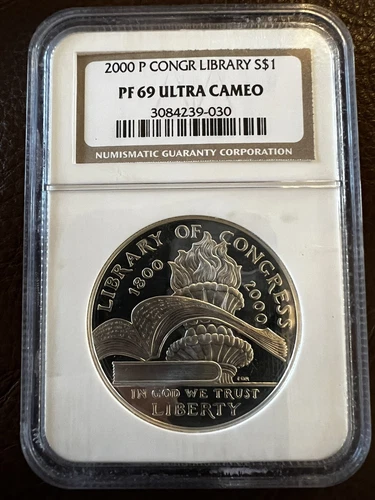 2000 P CONGR LIBRARY S$1
PF 69 ULTRA CAMEO
3084239-030
NUMISMATIC GUARANTY CORPORATION
LIBRARY OF CONGRESS
1800 2000
IN GOD WE TRUST
LIBERTY